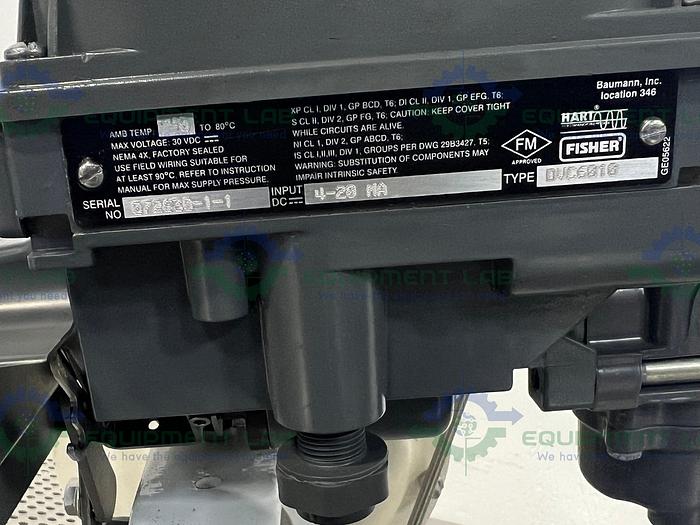 Baumann, Inc.
location 346
XP CL I, DIV 1, GP BCD, T6; DI CL II, DIV 1, GP EFG, T6;
S CL II, DIV 2, GP FG, T6; CAUTION: KEEP COVER TIGHT
WHILE CIRCUITS ARE ALIVE.
NI CL I, DIV 2, GP ABCD, T6;
IS CL I,II,III, DIV 1, GROUPS PER DWG 29B3427, T5;
WARNING: SUBSTITUTION OF COMPONENTS MAY
IMPAIR INTRINSIC SAFETY.
AMB TEMP. TO 80°C
MAX VOLTAGE: 30 VDC
NEMA 4X, FACTORY SEALED
USE FIELD WIRING SUITABLE FOR
AT LEAST 90°C. REFER TO INSTRUCTION
MANUAL FOR MAX SUPPLY PRESSURE.
HART®
FM
APPROVED
FISHER®
GE05622
SERIAL
NO
INPUT
DC
4-20 MA
TYPE DVC6010
EQUIPMENT LAB
We have the equipment you need
EQUIPMENT LAB
We have the equipment you need